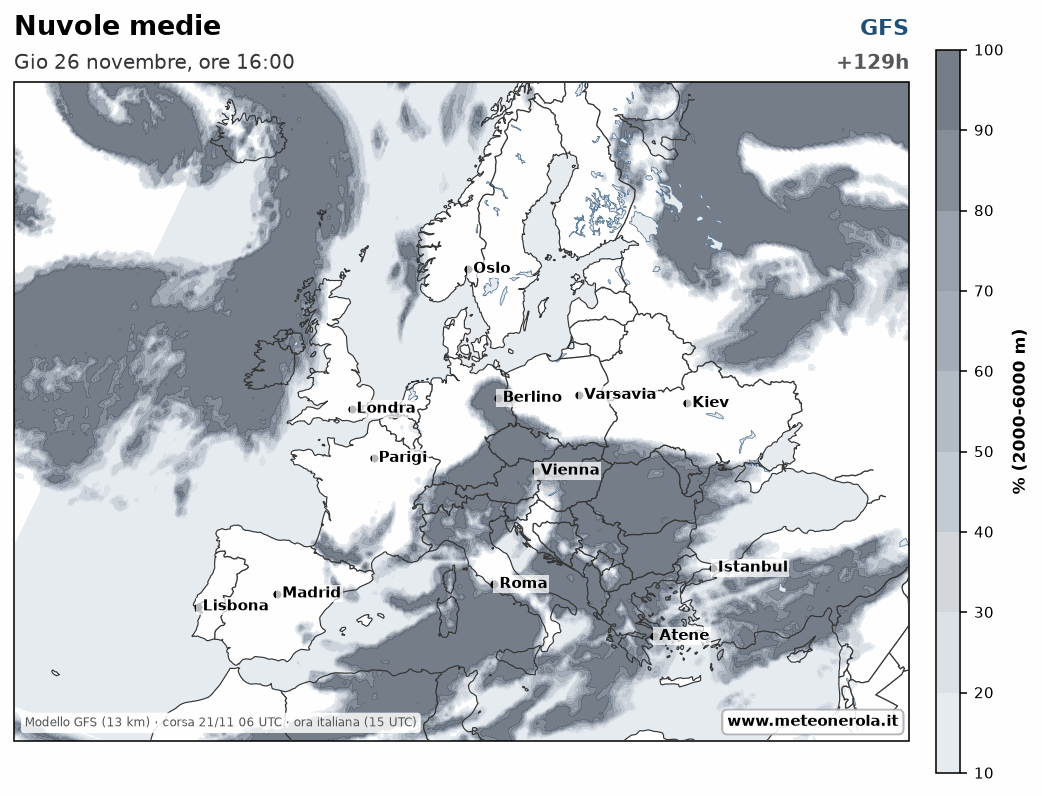 Nuvole medie
GFS
Gio 26 novembre, ore 16:00
+129h
100
90
80
70
60
50
40
30
20
10
% (2000-6000 m)
Oslo
Berlino
Varsavia
Kiev
Londra
Parigi
Vienna
Istanbul
Roma
Madrid
Lisbona
Atene
Modello GFS (13 km) · corsa 21/11 06 UTC · ora italiana (15 UTC)
www.meteonerola.it